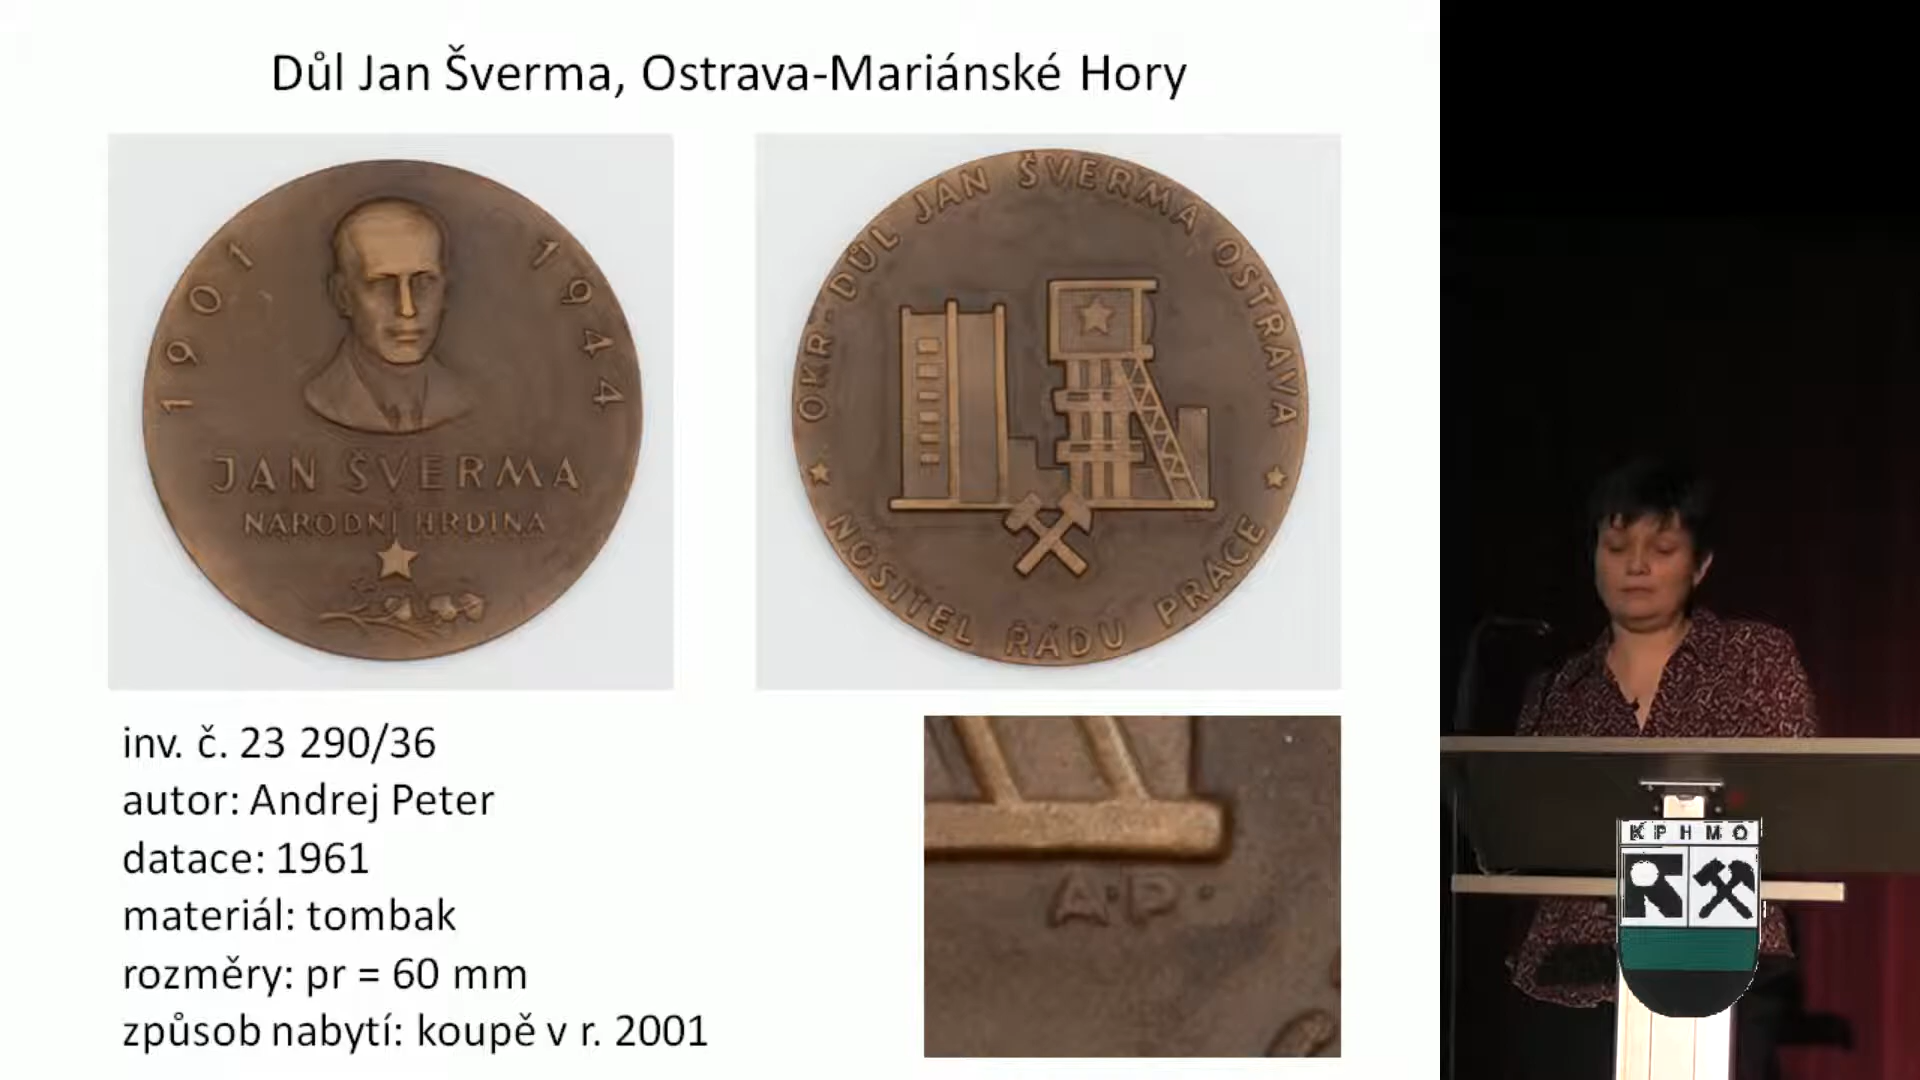 Důl Jan Šverma, Ostrava-Mariánské Hory
1901 1944
JAN ŠVERMA
NÁRODNÍ HRDINA
OKR-DŮL JAN ŠVERMA OSTRAVA
NOSITEL ŘÁDU PRÁCE
inv. č. 23 290/36
autor: Andrej Peter
datace: 1961
materiál: tombak
rozměry: pr = 60 mm
způsob nabytí: koupě v r. 2001
A·P·
KPHMO